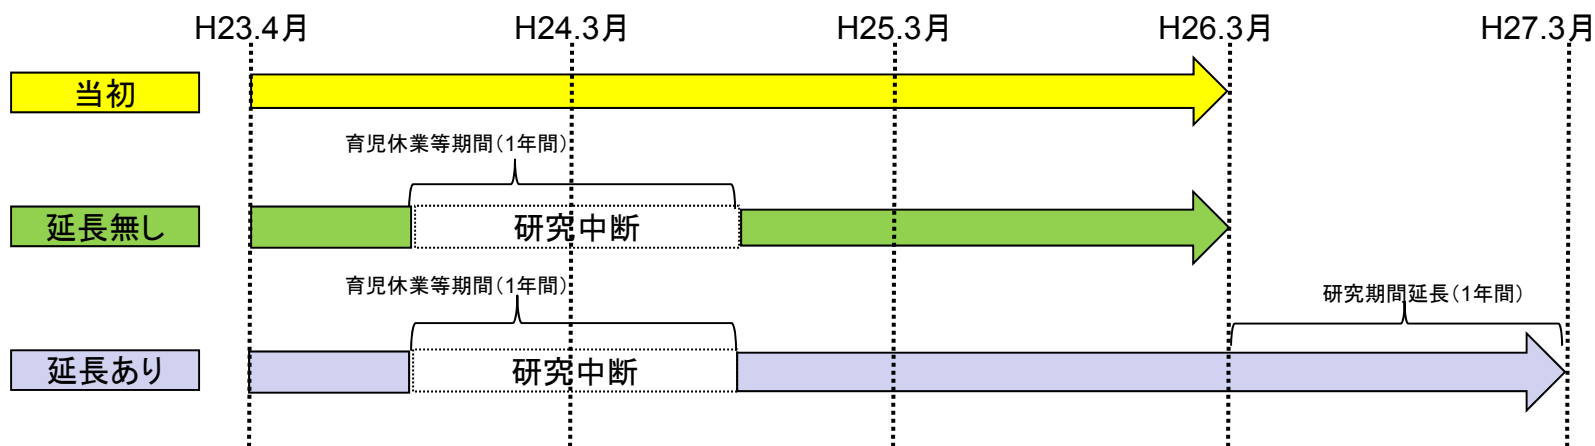 H23.4月 H24.3月 H25.3月 H26.3月 H27.3月
当初
育児休業等期間(1年間)
延長無し 研究中断
育児休業等期間(1年間)
研究期間延長(1年間)
延長あり 研究中断